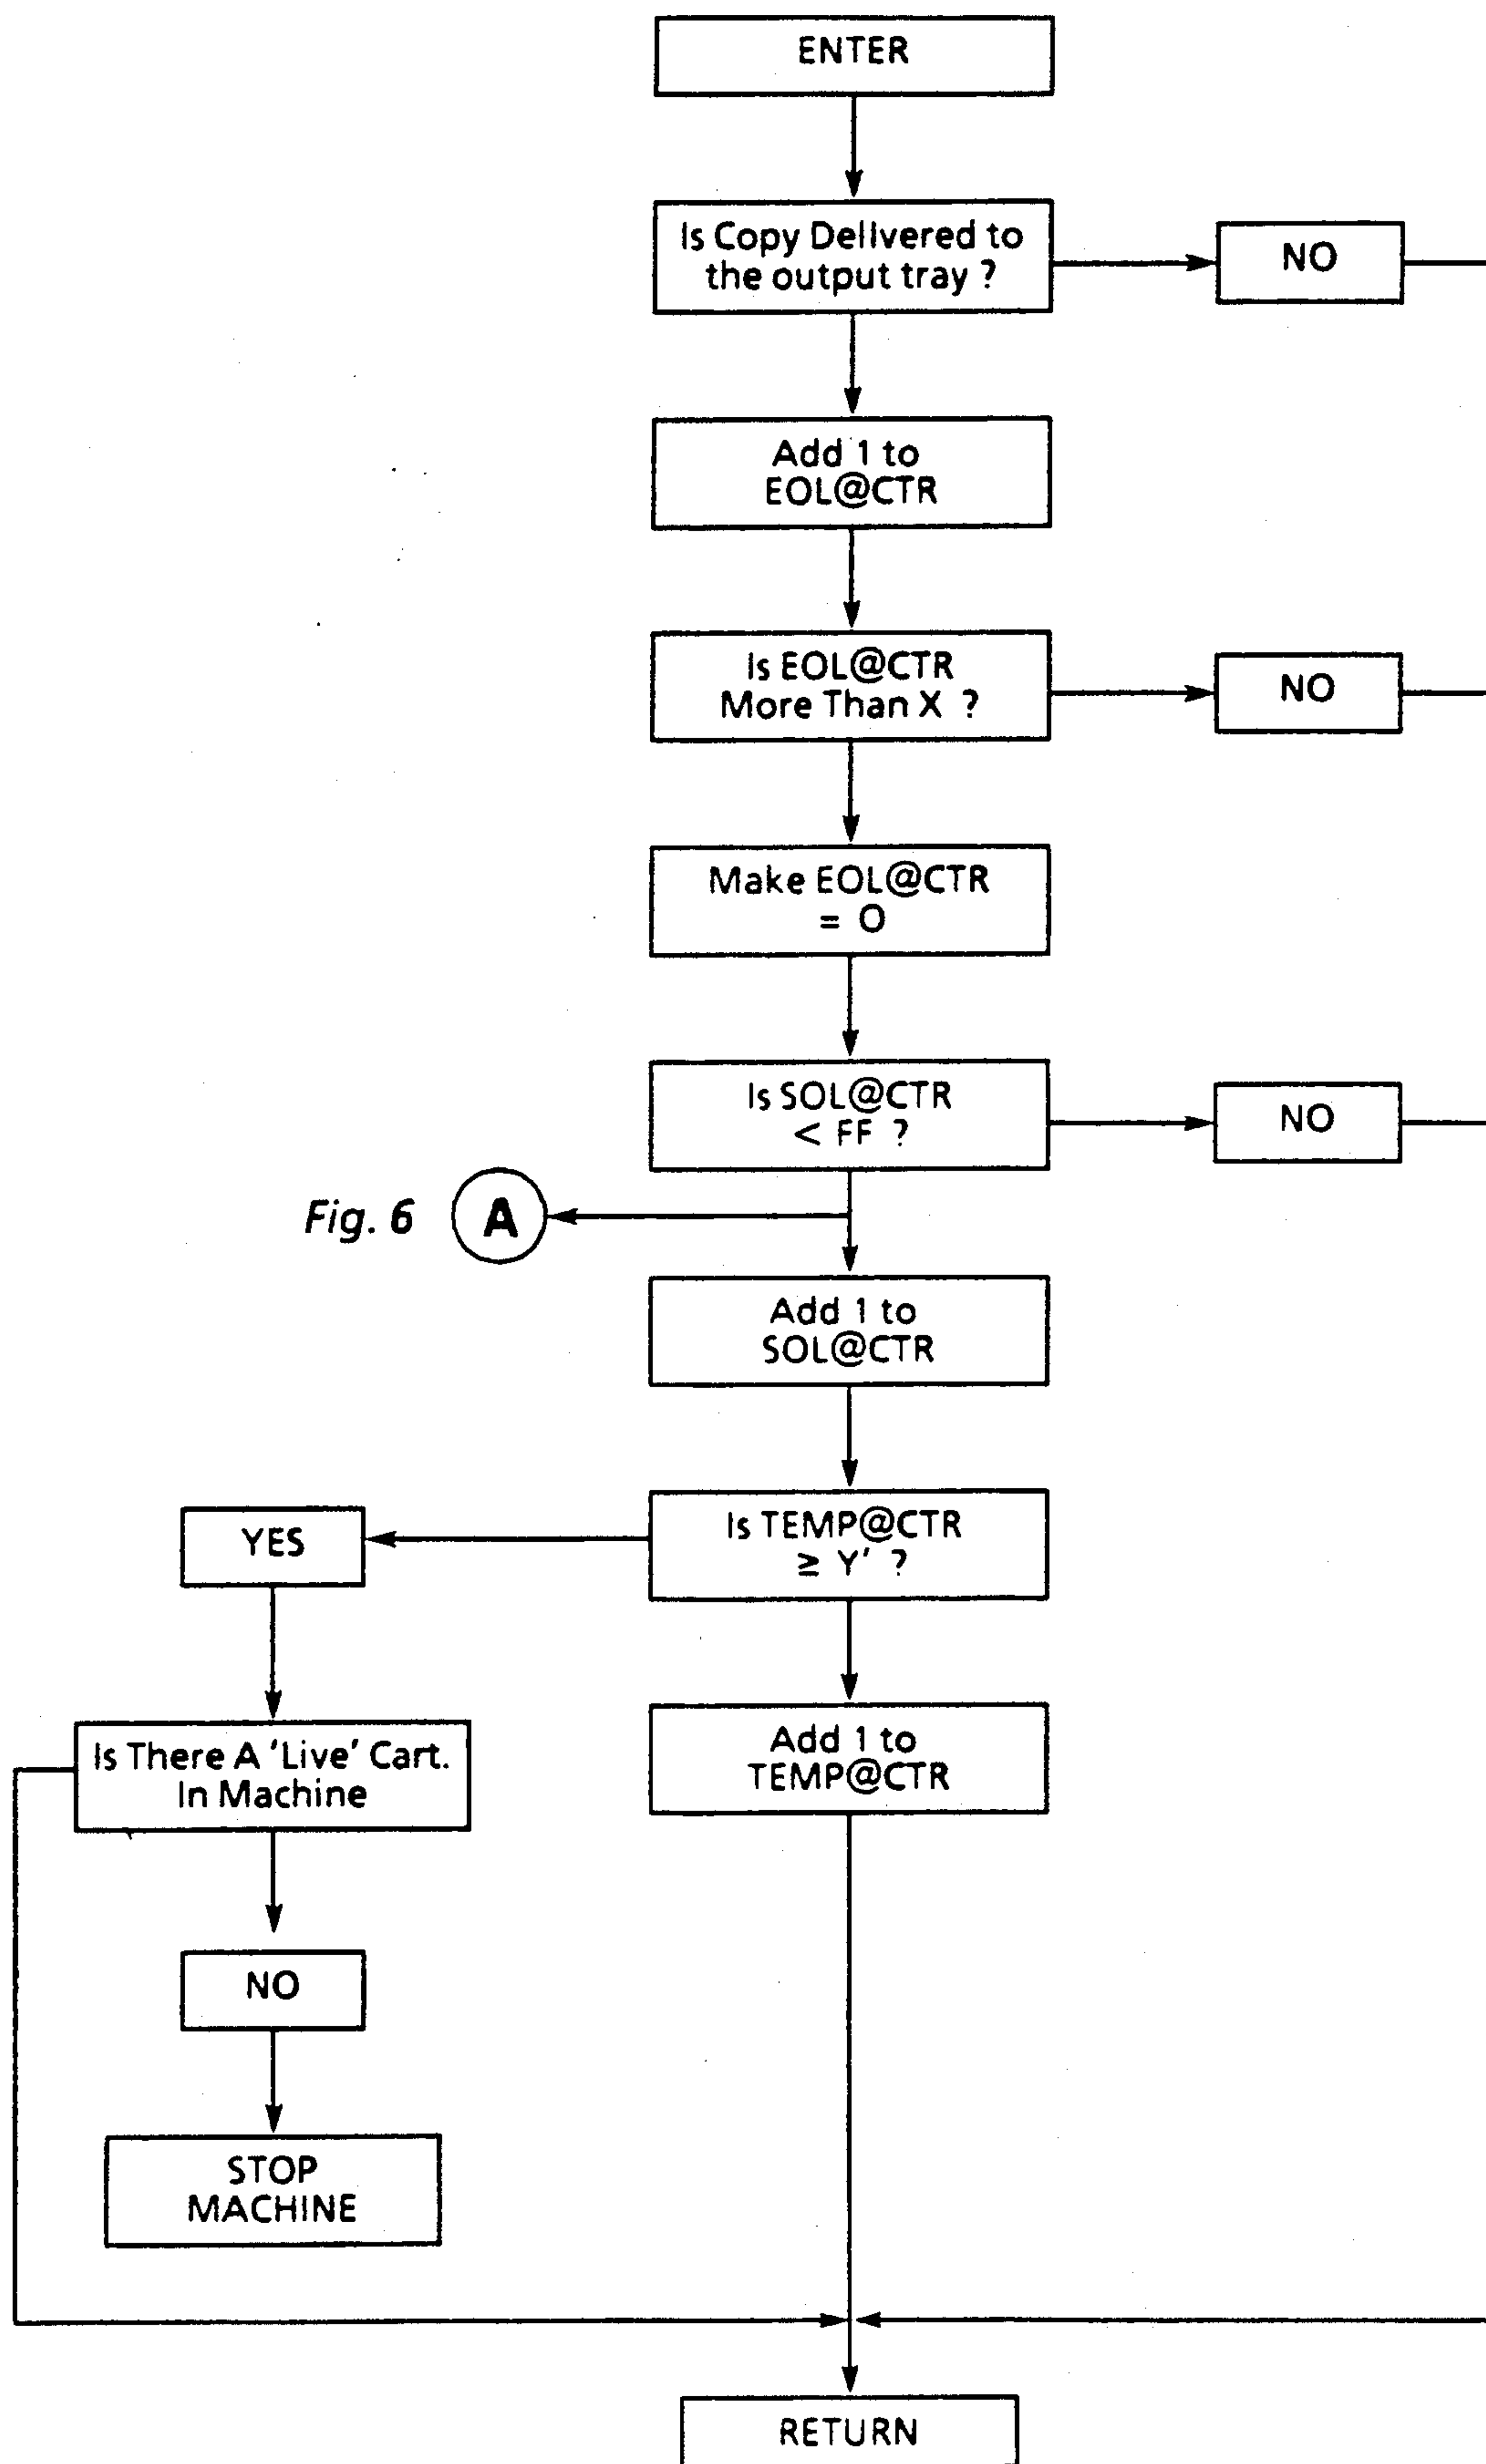 ENTER
Is Copy Delivered to
the output tray ?
NO
Add 1 to
EOL@CTR
Is EOL@CTR
More Than X ?
NO
Make EOL@CTR
= O
Is SOL@CTR
< FF ?
NO
Fig. 6
A
Add 1 to
SOL@CTR
Is TEMP@CTR
≥ Y' ?
YES
Is There A 'Live' Cart.
In Machine
Add 1 to
TEMP@CTR
NO
STOP
MACHINE
RETURN